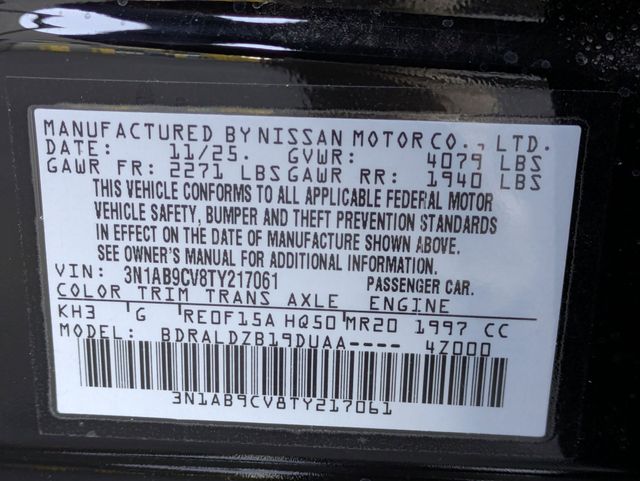 MANUFACTURED BY NISSAN MOTOR CO., LTD.
DATE: 11/25. GVWR: 4079 LBS
GAWR FR: 2271 LBS GAWR RR: 1940 LBS
THIS VEHICLE CONFORMS TO ALL APPLICABLE FEDERAL MOTOR
VEHICLE SAFETY, BUMPER AND THEFT PREVENTION STANDARDS
IN EFFECT ON THE DATE OF MANUFACTURE SHOWN ABOVE.
SEE OWNER'S MANUAL FOR ADDITIONAL INFORMATION.
VIN: 3N1AB9CV8TY217061 PASSENGER CAR.
COLOR TRIM TRANS AXLE ENGINE
KH3 G RE0F15A HQ50 MR20 1997 CC
MODEL: BDRALDZB19DUAA---- 4Z000
3N1AB9CV8TY217061